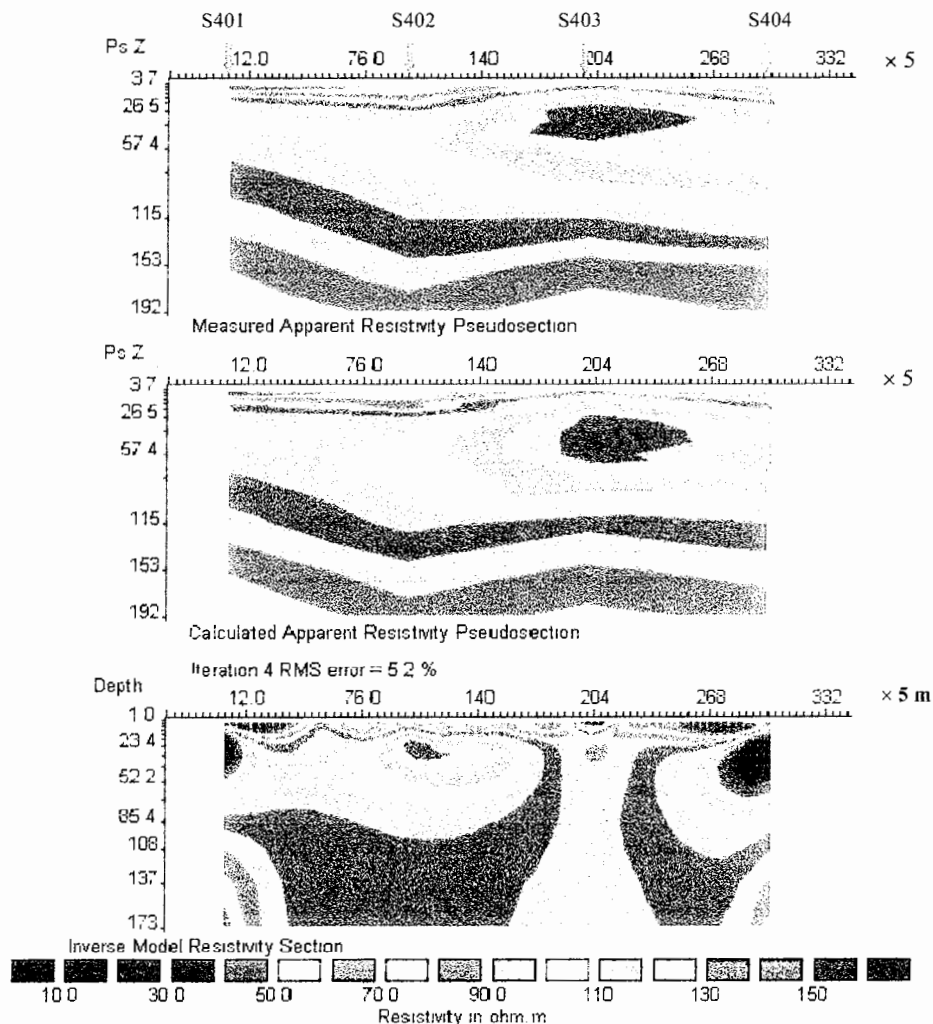 S401 S402 S403 S404
Ps Z 12.0 76.0 140 204 268 332 × 5
3.7
26.5
57.4
115
153
192
Measured Apparent Resistivity Pseudosection
Ps Z 12.0 76.0 140 204 268 332 × 5
3.7
26.5
57.4
115
153
192
Calculated Apparent Resistivity Pseudosection
Iteration 4 RMS error = 5.2 %
Depth 12.0 76.0 140 204 268 332 × 5 m
1.0
23.4
52.2
85.4
108
137
173
Inverse Model Resistivity Section
10.0 30.0 50.0 70.0 90.0 110 130 150
Resistivity in ohm.m